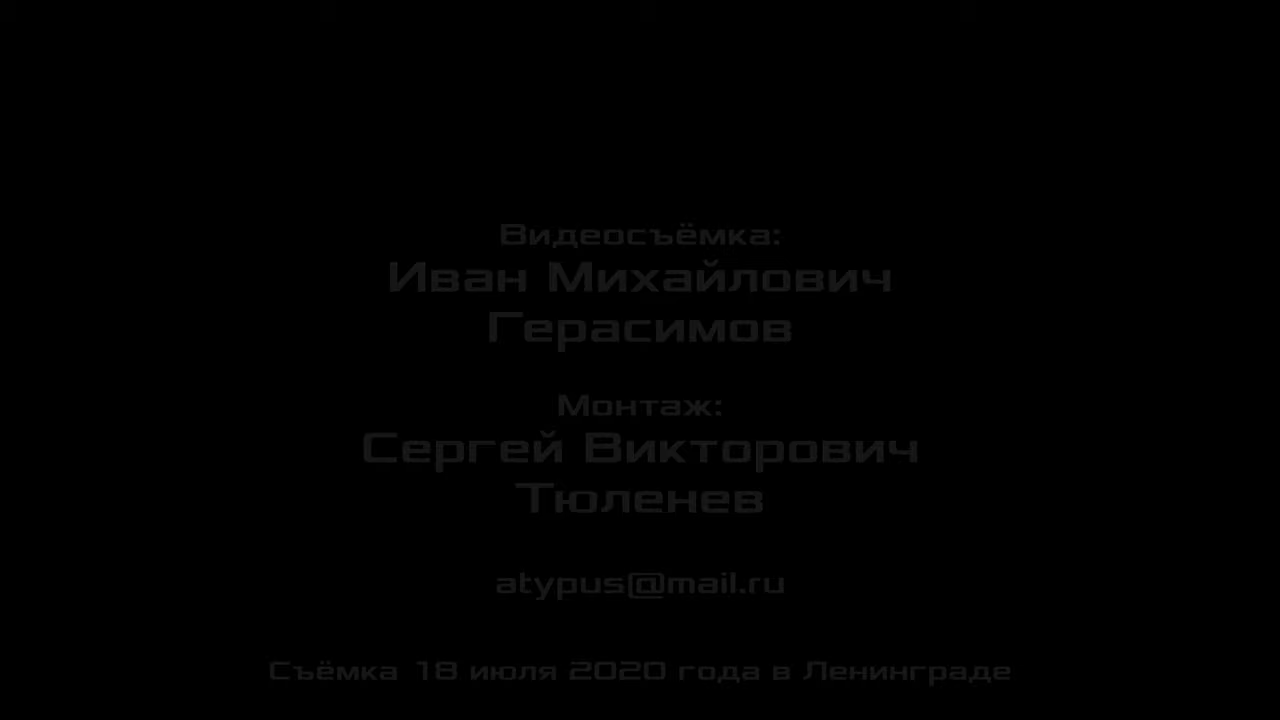 Видеосъёмка:
Иван Михайлович
Герасимов
Монтаж:
Сергей Викторович
Тюленев
atypus@mail.ru
Съёмка 18 июля 2020 года в Ленинграде